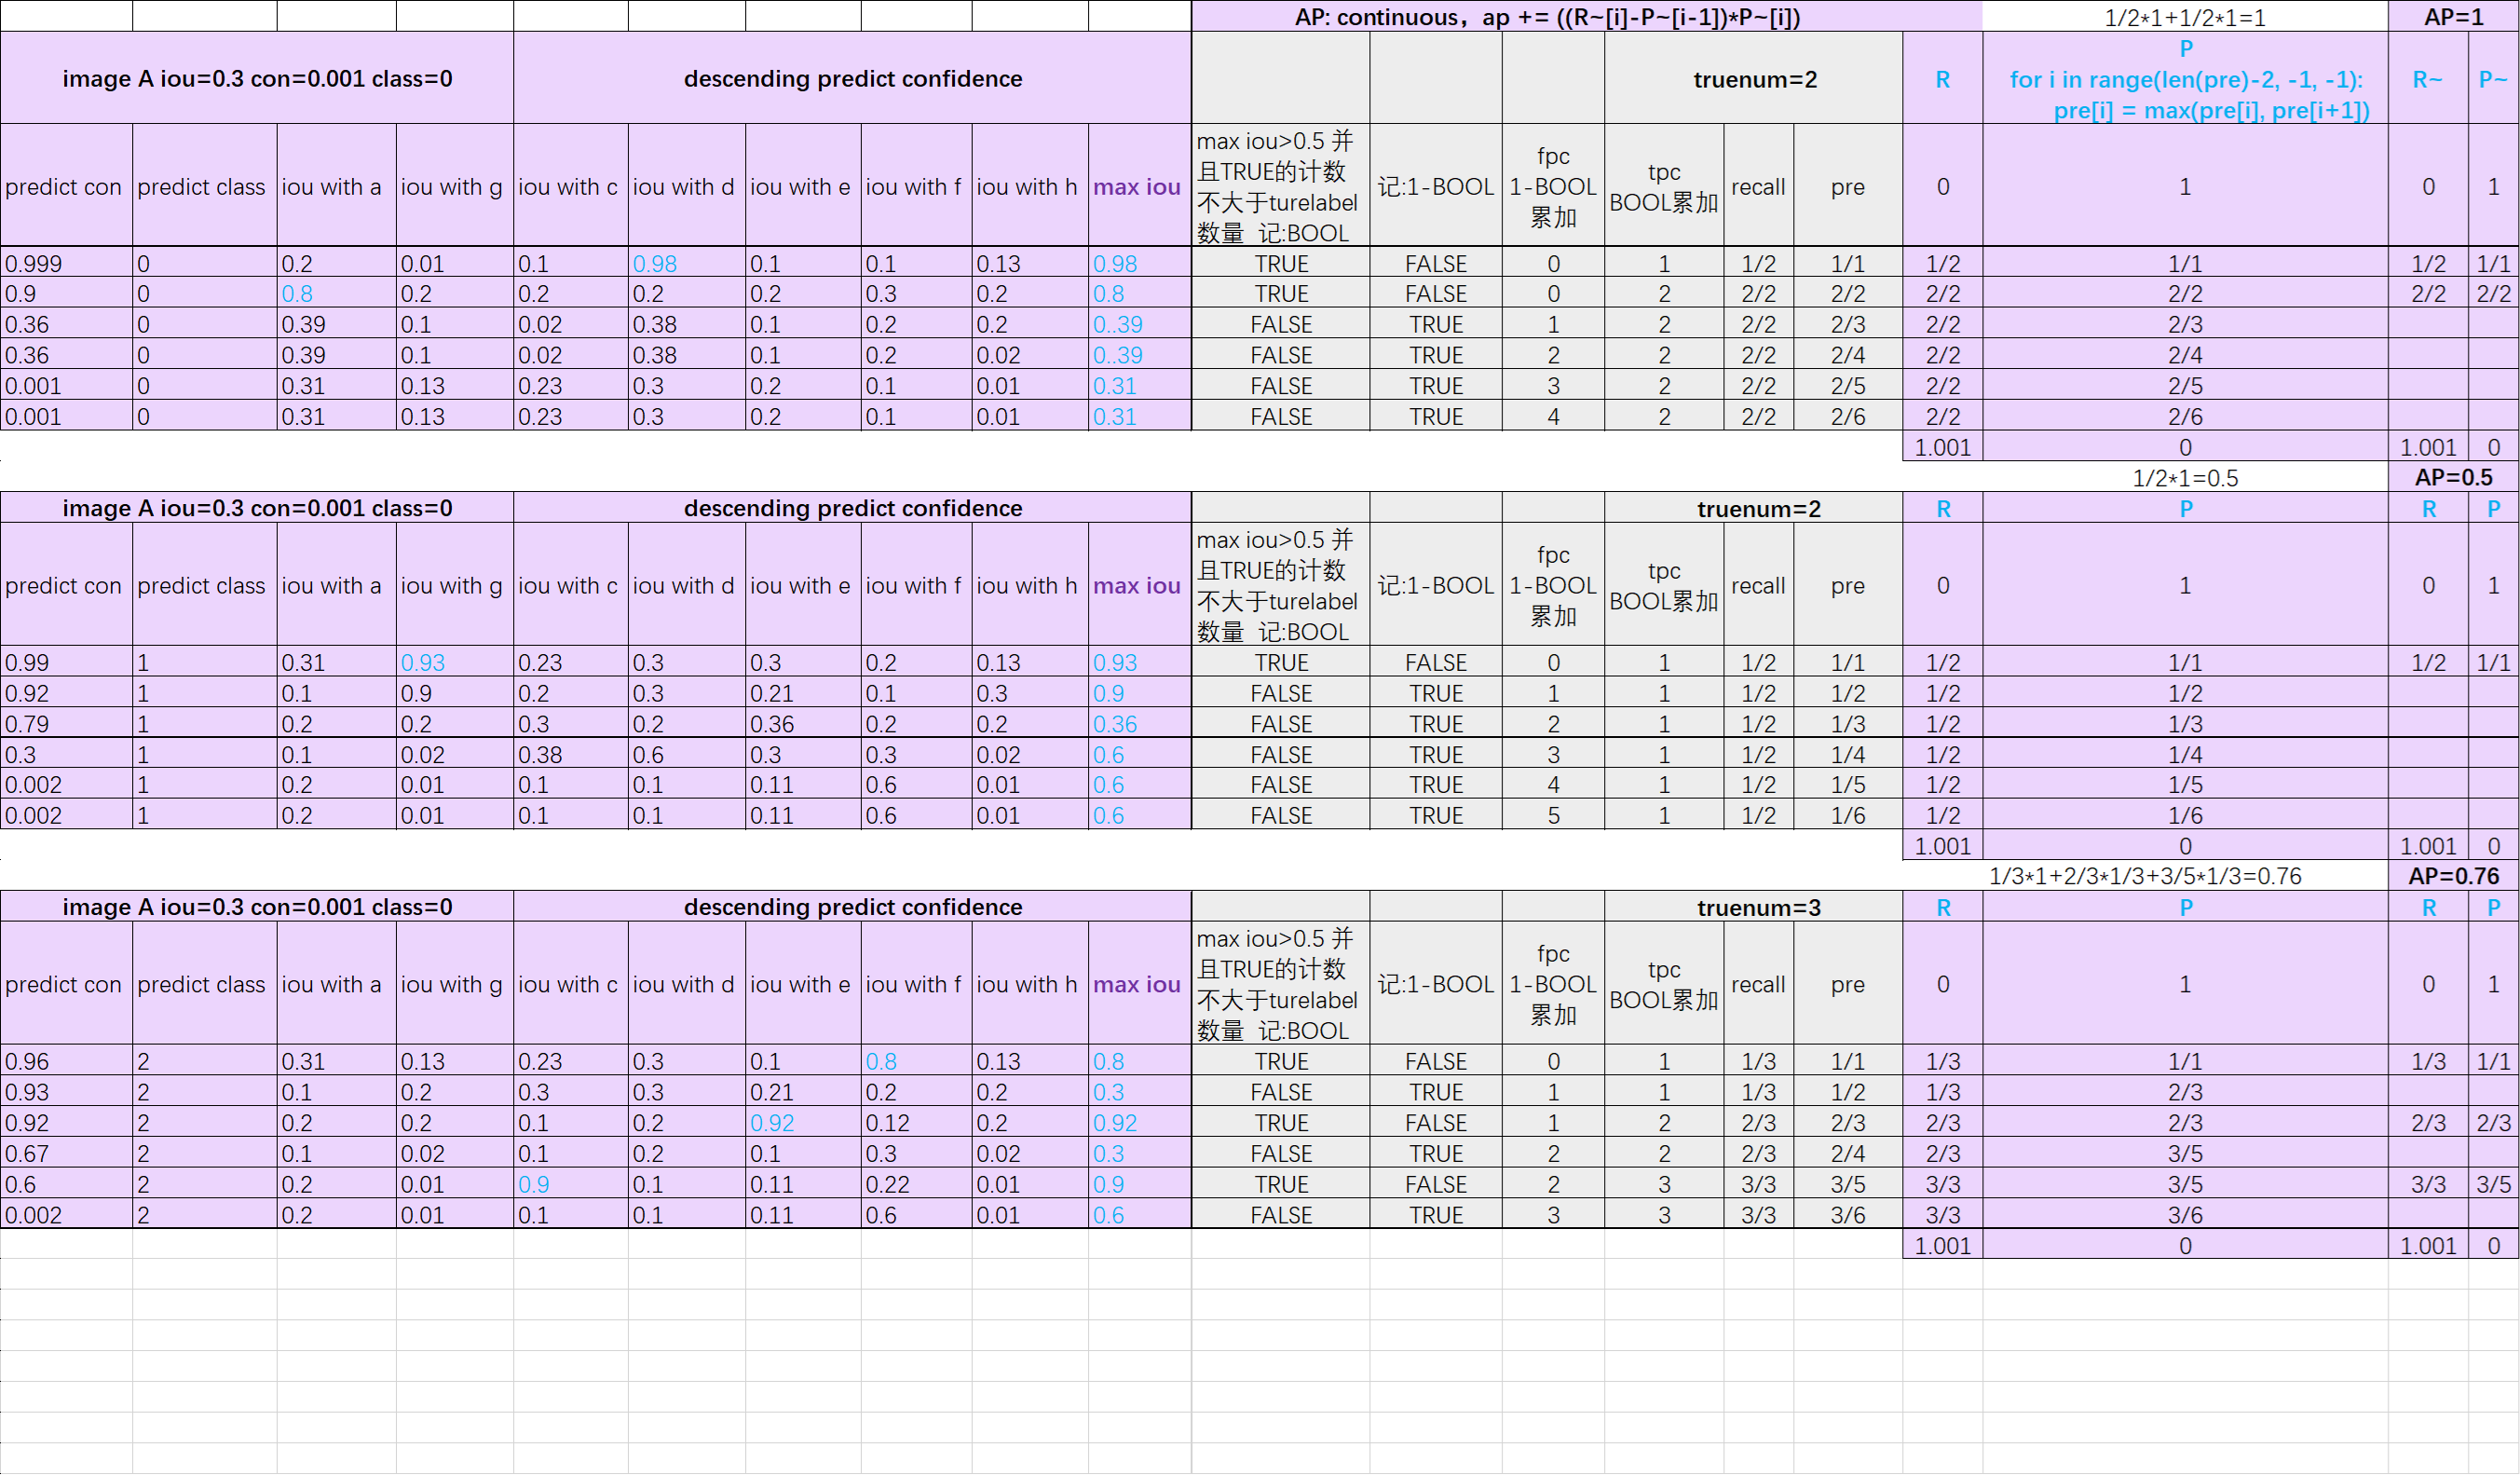 AP: continuous，ap += ((R~[i]-P~[i-1])*P~[i]) 1/2*1+1/2*1=1 AP=1
image A iou=0.3 con=0.001 class=0 descending predict confidence truenum=2 R P R~ P~
for i in range(len(pre)-2, -1, -1):
pre[i] = max(pre[i], pre[i+1])
predict con predict class iou with a iou with g iou with c iou with d iou with e iou with f iou with h max iou max iou>0.5 并且TRUE的计数不大于turelabel数量 记:BOOL 记:1-BOOL fpc 1-BOOL累加 tpc BOOL累加 recall pre 0 1 0 1
0.999 0 0.2 0.01 0.1 0.98 0.1 0.1 0.13 0.98 TRUE FALSE 0 1 1/2 1/1 1/2 1/1 1/2 1/1
0.9 0 0.8 0.2 0.2 0.2 0.2 0.3 0.2 0.8 TRUE FALSE 0 2 2/2 2/2 2/2 2/2 2/2 2/2
0.36 0 0.39 0.1 0.02 0.38 0.1 0.2 0.2 0..39 FALSE TRUE 1 2 2/2 2/3 2/2 2/3
0.36 0 0.39 0.1 0.02 0.38 0.1 0.2 0.02 0..39 FALSE TRUE 2 2 2/2 2/4 2/2 2/4
0.001 0 0.31 0.13 0.23 0.3 0.2 0.1 0.01 0.31 FALSE TRUE 3 2 2/2 2/5 2/2 2/5
0.001 0 0.31 0.13 0.23 0.3 0.2 0.1 0.01 0.31 FALSE TRUE 4 2 2/2 2/6 2/2 2/6
1.001 0 1.001 0
1/2*1=0.5 AP=0.5
image A iou=0.3 con=0.001 class=0 descending predict confidence truenum=2 R P R P
predict con predict class iou with a iou with g iou with c iou with d iou with e iou with f iou with h max iou max iou>0.5 并且TRUE的计数不大于turelabel数量 记:BOOL 记:1-BOOL fpc 1-BOOL累加 tpc BOOL累加 recall pre 0 1 0 1
0.99 1 0.31 0.93 0.23 0.3 0.3 0.2 0.13 0.93 TRUE FALSE 0 1 1/2 1/1 1/2 1/1 1/2 1/1
0.92 1 0.1 0.9 0.2 0.3 0.21 0.1 0.3 0.9 FALSE TRUE 1 1 1/2 1/2 1/2 1/2
0.79 1 0.2 0.2 0.3 0.2 0.36 0.2 0.2 0.36 FALSE TRUE 2 1 1/2 1/3 1/2 1/3
0.3 1 0.1 0.02 0.38 0.6 0.3 0.3 0.02 0.6 FALSE TRUE 3 1 1/2 1/4 1/2 1/4
0.002 1 0.2 0.01 0.1 0.1 0.11 0.6 0.01 0.6 FALSE TRUE 4 1 1/2 1/5 1/2 1/5
0.002 1 0.2 0.01 0.1 0.1 0.11 0.6 0.01 0.6 FALSE TRUE 5 1 1/2 1/6 1/2 1/6
1.001 0 1.001 0
1/3*1+2/3*1/3+3/5*1/3=0.76 AP=0.76
image A iou=0.3 con=0.001 class=0 descending predict confidence truenum=3 R P R P
predict con predict class iou with a iou with g iou with c iou with d iou with e iou with f iou with h max iou max iou>0.5 并且TRUE的计数不大于turelabel数量 记:BOOL 记:1-BOOL fpc 1-BOOL累加 tpc BOOL累加 recall pre 0 1 0 1
0.96 2 0.31 0.13 0.23 0.3 0.1 0.8 0.13 0.8 TRUE FALSE 0 1 1/3 1/1 1/3 1/1 1/3 1/1
0.93 2 0.1 0.2 0.3 0.3 0.21 0.2 0.2 0.3 FALSE TRUE 1 1 1/3 1/2 1/3 2/3
0.92 2 0.2 0.2 0.1 0.2 0.92 0.12 0.2 0.92 TRUE FALSE 1 2 2/3 2/3 2/3 2/3 2/3 2/3
0.67 2 0.1 0.02 0.1 0.2 0.1 0.3 0.02 0.3 FALSE TRUE 2 2 2/3 2/4 2/3 3/5
0.6 2 0.2 0.01 0.9 0.1 0.11 0.22 0.01 0.9 TRUE FALSE 2 3 3/3 3/5 3/3 3/5 3/3 3/5
0.002 2 0.2 0.01 0.1 0.1 0.11 0.6 0.01 0.6 FALSE TRUE 3 3 3/3 3/6 3/3 3/6
1.001 0 1.001 0